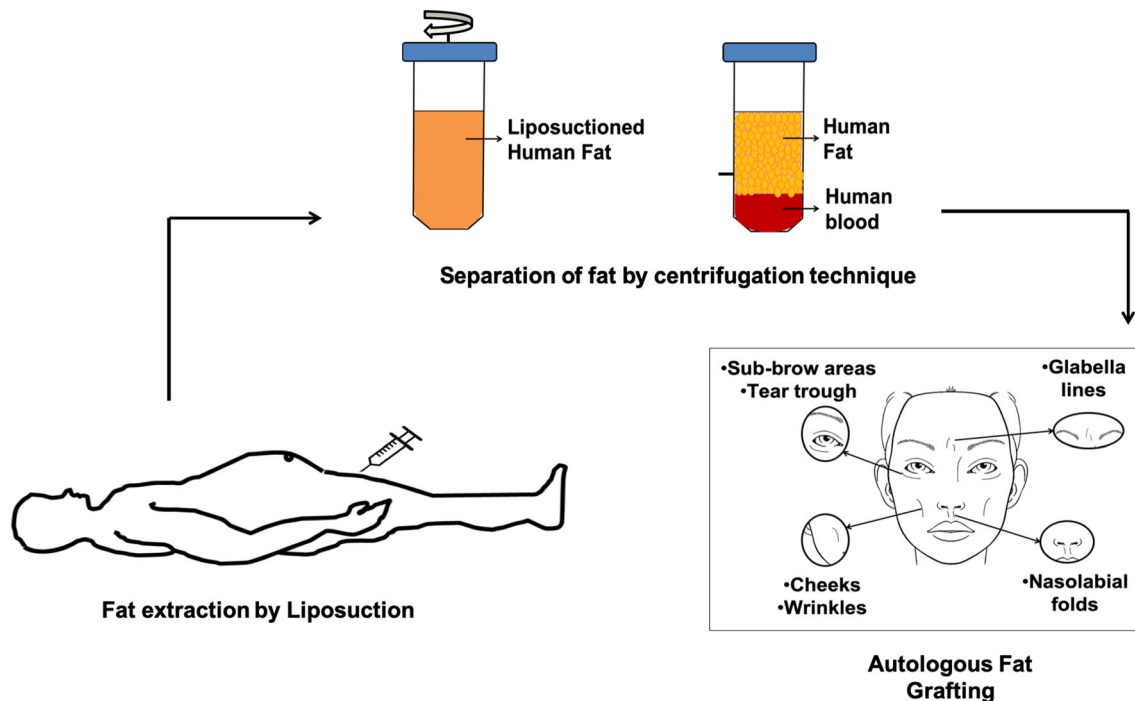 Liposuctioned
Human Fat
Human
Fat
Human
blood
Separation of fat by centrifugation technique
Fat extraction by Liposuction
•Sub-brow areas
•Tear trough
•Glabella
lines
•Cheeks
•Wrinkles
•Nasolabial
folds
Autologous Fat
Grafting